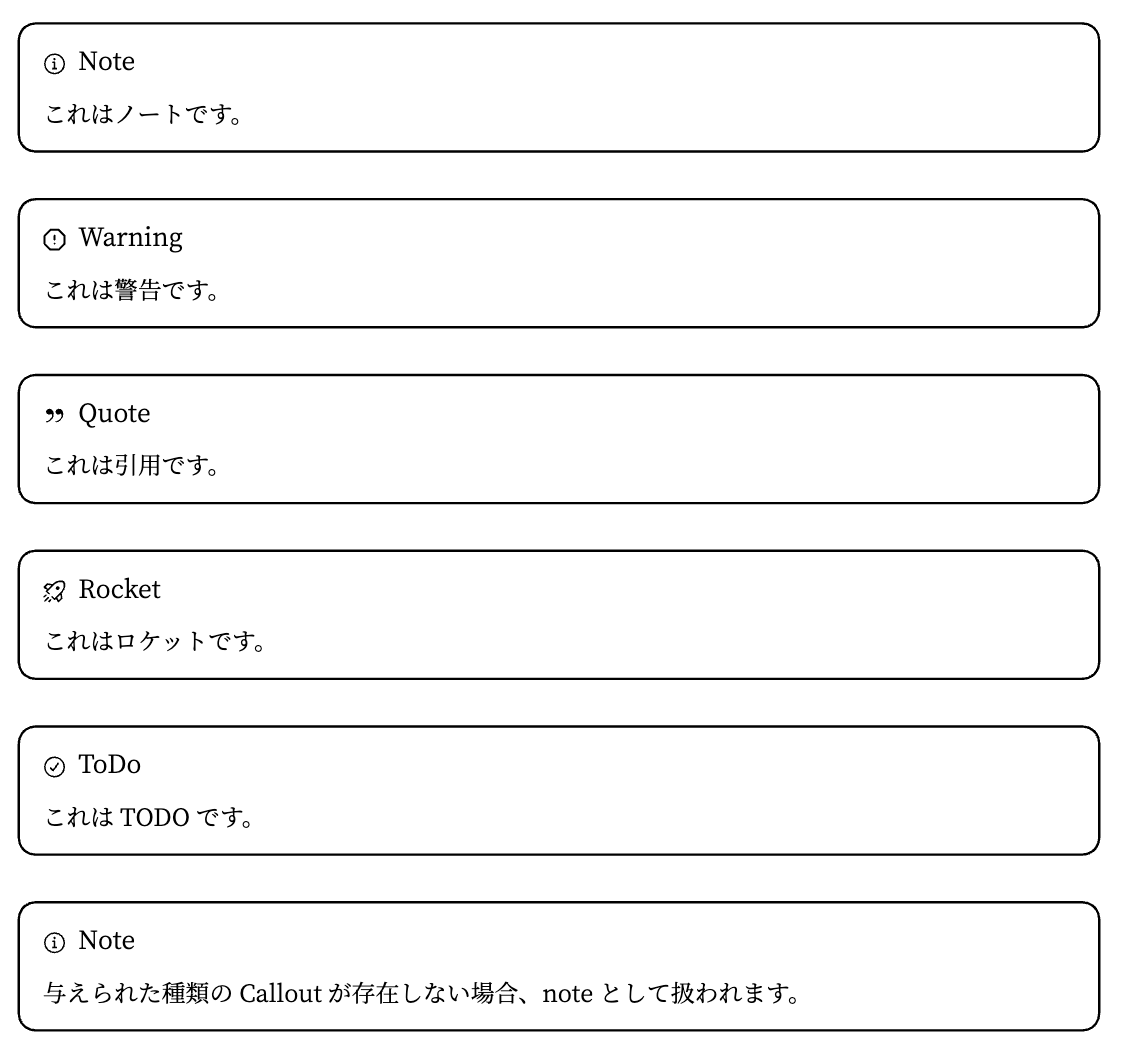 Note
これはノートです。
Warning
これは警告です。
Quote
これは引用です。
Rocket
これはロケットです。
ToDo
これは TODO です。
Note
与えられた種類の Callout が存在しない場合、note として扱われます。